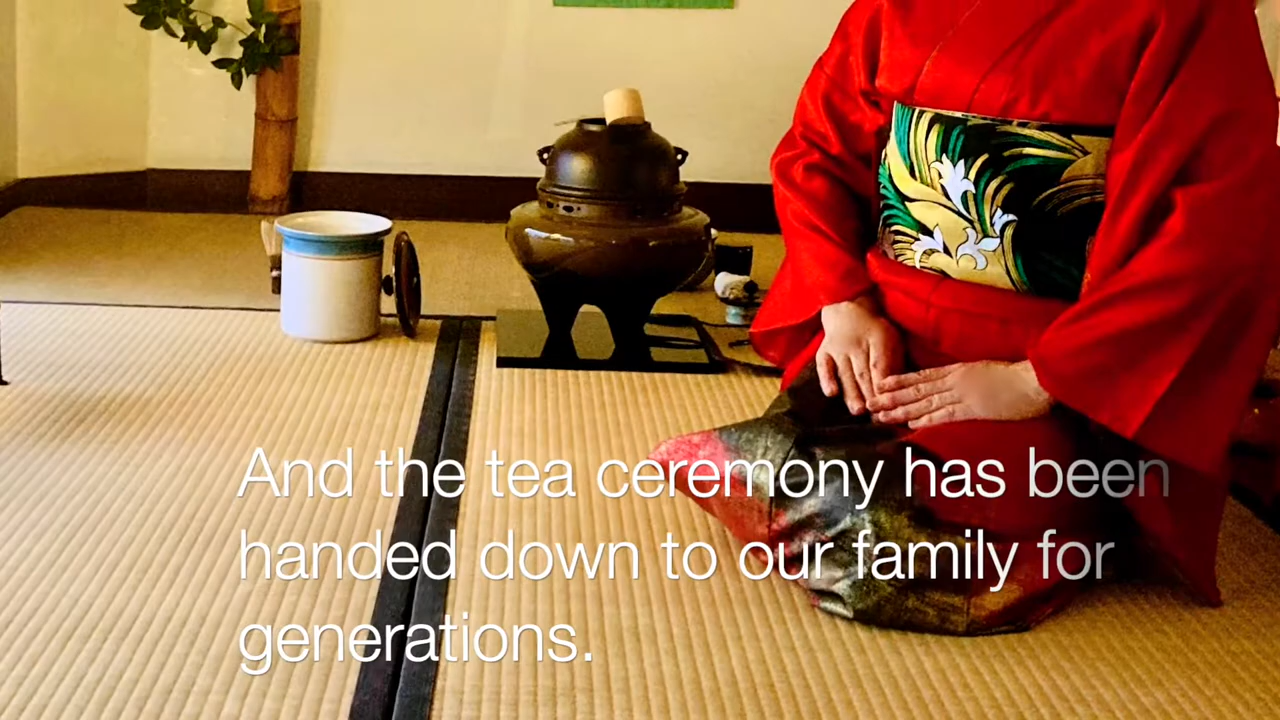 And the tea ceremony has been
handed down to our family for
generations.